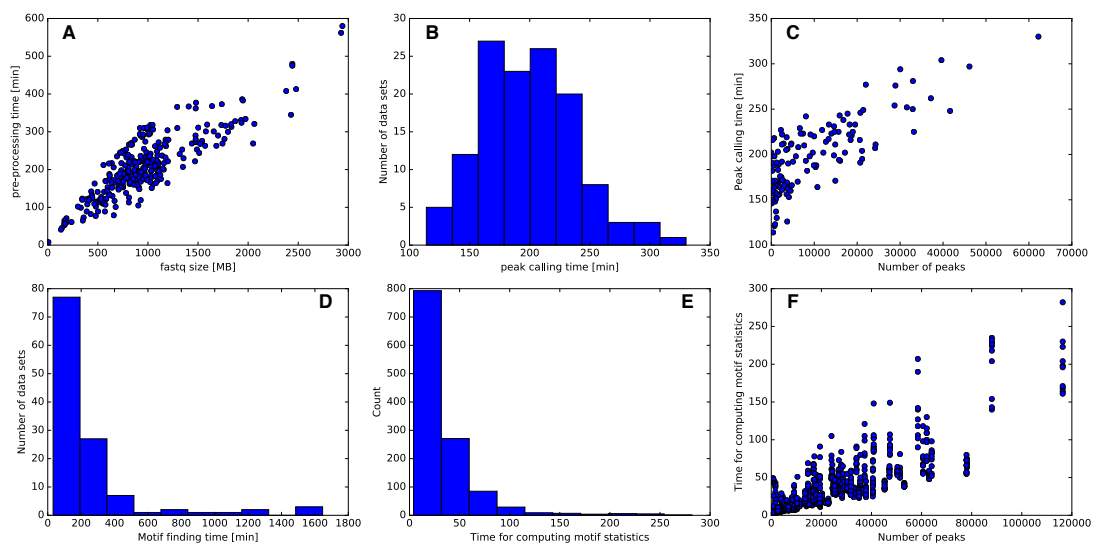 A
pre-processing time [min]
600
500
400
300
200
100
0
0 500 1000 1500 2000 2500 3000
fastq size [MB]
B
Number of data sets
30
25
20
15
10
5
0
100 150 200 250 300 350
peak calling time [min]
C
Peak calling time [min]
350
300
250
200
150
100
0 10000 20000 30000 40000 50000 60000 70000
Number of peaks
D
Number of data sets
80
70
60
50
40
30
20
10
0
0 200 400 600 800 1000 1200 1400 1600 1800
Motif finding time [min]
E
Count
800
700
600
500
400
300
200
100
0
0 50 100 150 200 250 300
Time for computing motif statistics
F
Time for computing motif statistics
300
250
200
150
100
50
0
0 20000 40000 60000 80000 100000 120000
Number of peaks